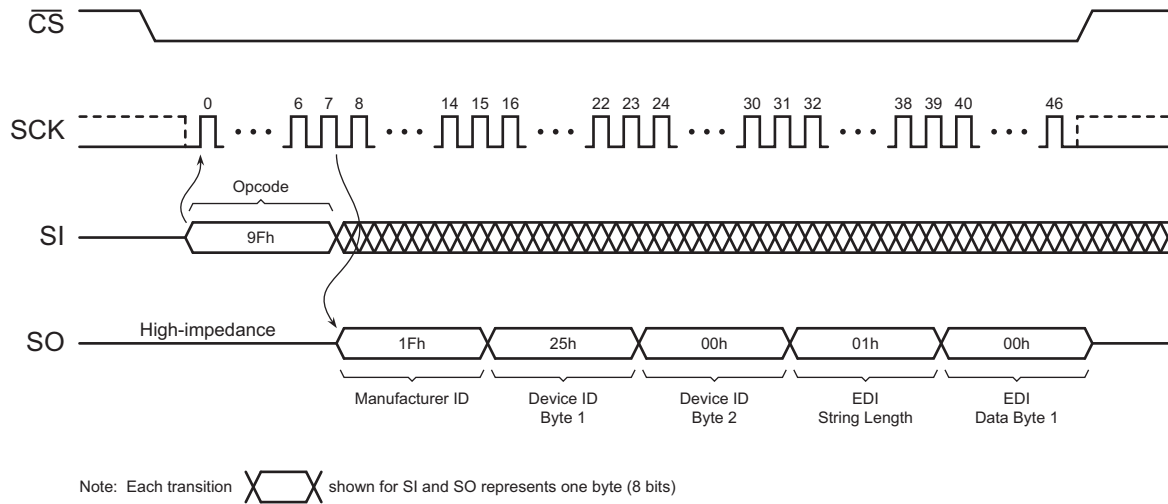 CS
0 6 7 8 14 15 16 22 23 24 30 31 32 38 39 40 46
SCK
Opcode
SI
9Fh
High-impedance
SO
1Fh 25h 00h 01h 00h
Manufacturer ID Device ID Device ID EDI EDI
Byte 1 Byte 2 String Length Data Byte 1
Note: Each transition shown for SI and SO represents one byte (8 bits)